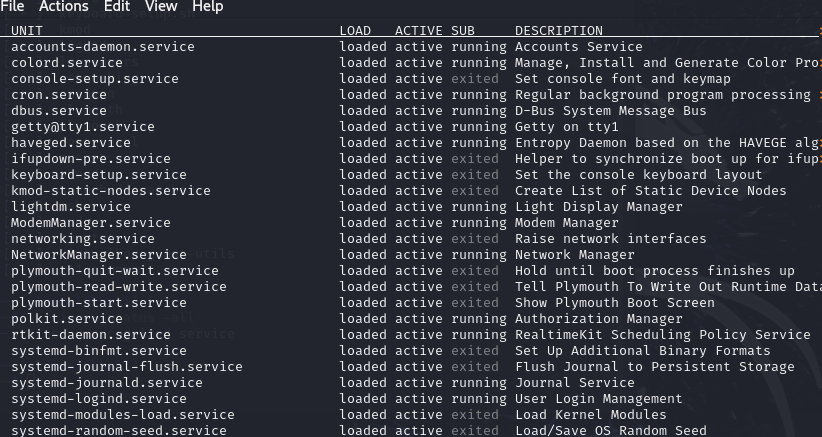 File Actions Edit View Help
UNIT LOAD ACTIVE SUB DESCRIPTION
accounts-daemon.service loaded active running Accounts Service
colord.service loaded active running Manage, Install and Generate Color Pro>
console-setup.service loaded active exited Set console font and keymap
cron.service loaded active running Regular background program processing >
dbus.service loaded active running D-Bus System Message Bus
getty@tty1.service loaded active running Getty on tty1
haveged.service loaded active running Entropy Daemon based on the HAVEGE alg>
ifupdown-pre.service loaded active exited Helper to synchronize boot up for ifup>
keyboard-setup.service loaded active exited Set the console keyboard layout
kmod-static-nodes.service loaded active exited Create List of Static Device Nodes
lightdm.service loaded active running Light Display Manager
ModemManager.service loaded active running Modem Manager
networking.service loaded active exited Raise network interfaces
NetworkManager.service loaded active running Network Manager
plymouth-quit-wait.service loaded active exited Hold until boot process finishes up
plymouth-read-write.service loaded active exited Tell Plymouth To Write Out Runtime Data
plymouth-start.service loaded active exited Show Plymouth Boot Screen
polkit.service loaded active running Authorization Manager
rtkit-daemon.service loaded active running RealtimeKit Scheduling Policy Service
systemd-binfmt.service loaded active exited Set Up Additional Binary Formats
systemd-journal-flush.service loaded active exited Flush Journal to Persistent Storage
systemd-journald.service loaded active running Journal Service
systemd-logind.service loaded active running User Login Management
systemd-modules-load.service loaded active exited Load Kernel Modules
systemd-random-seed.service loaded active exited Load/Save OS Random Seed